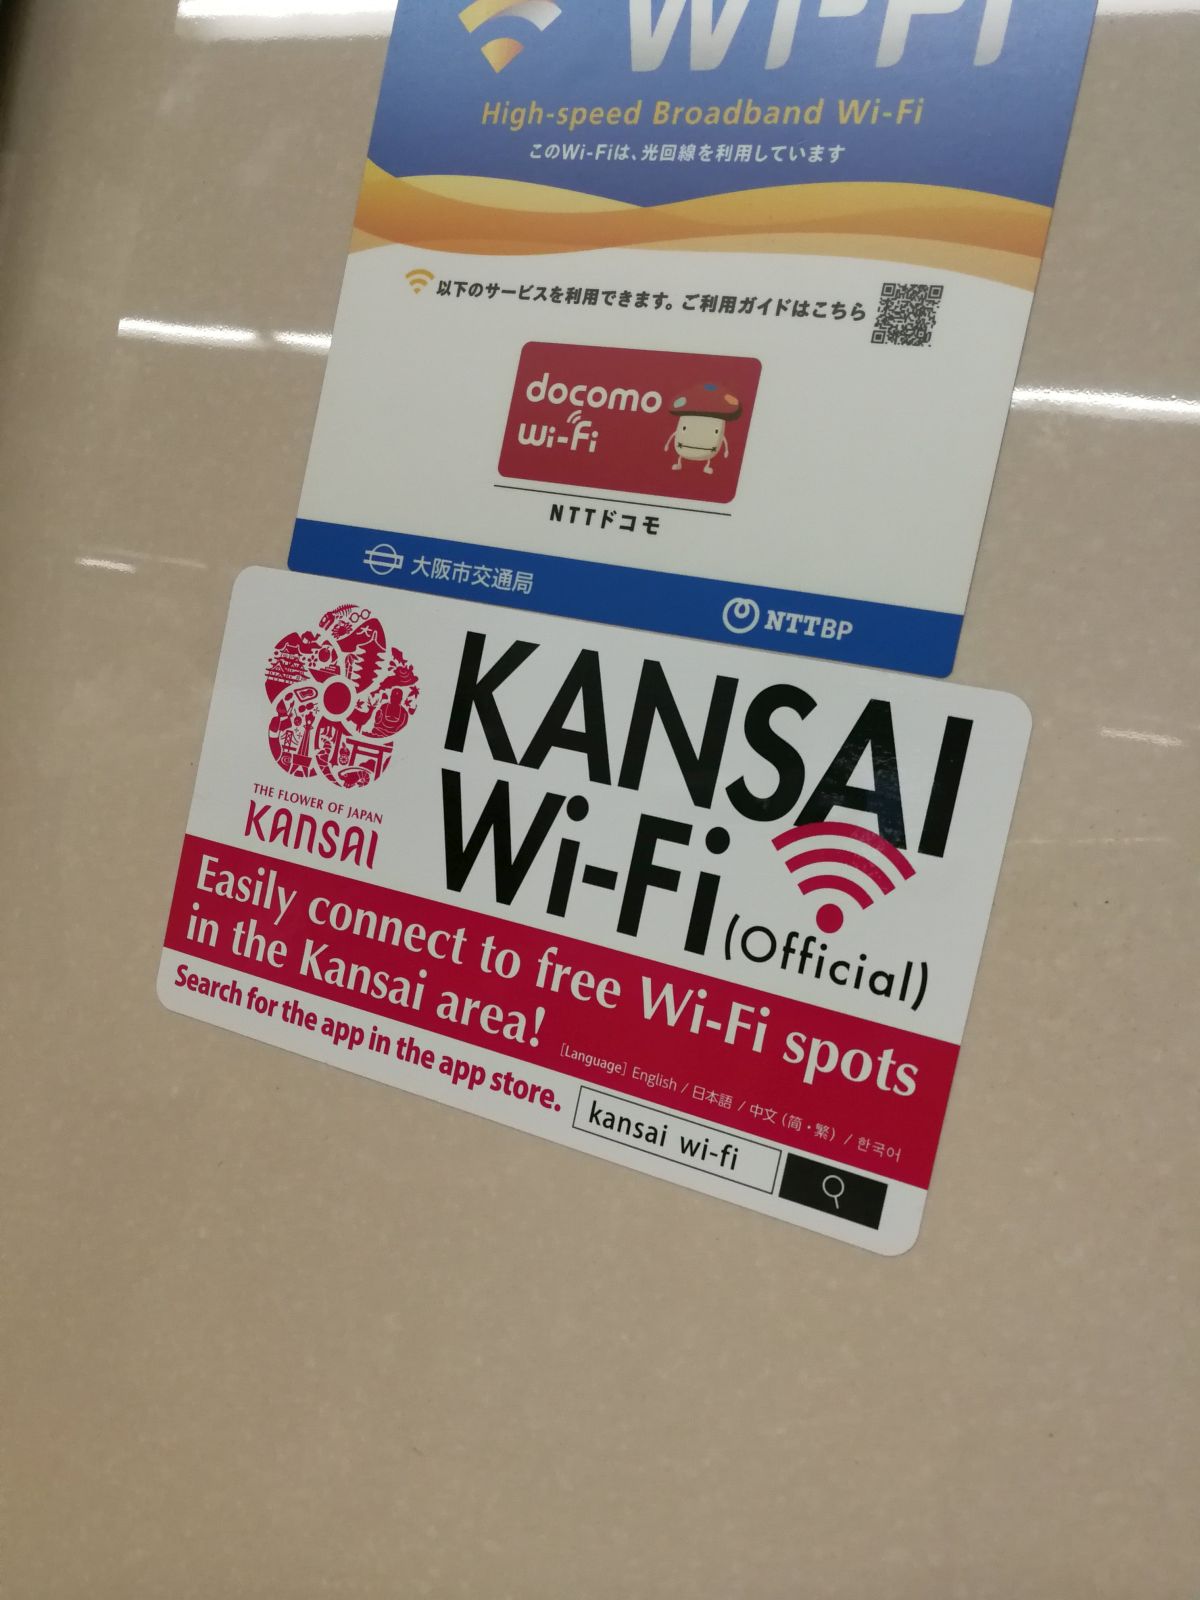 Wi-Fi
High-speed Broadband Wi-Fi
このWi-Fiは、光回線を利用しています
以下のサービスを利用できます。ご利用ガイドはこちら
docomo
Wi-Fi
NTTドコモ
大阪市交通局
NTTBP
THE FLOWER OF JAPAN
KANSAI
KANSAI
Wi-Fi (Official)
Easily connect to free Wi-Fi spots
in the Kansai area!
[Language] English / 日本語 / 中文 (简・繁) / 한국어
Search for the app in the app store.
kansai wi-fi